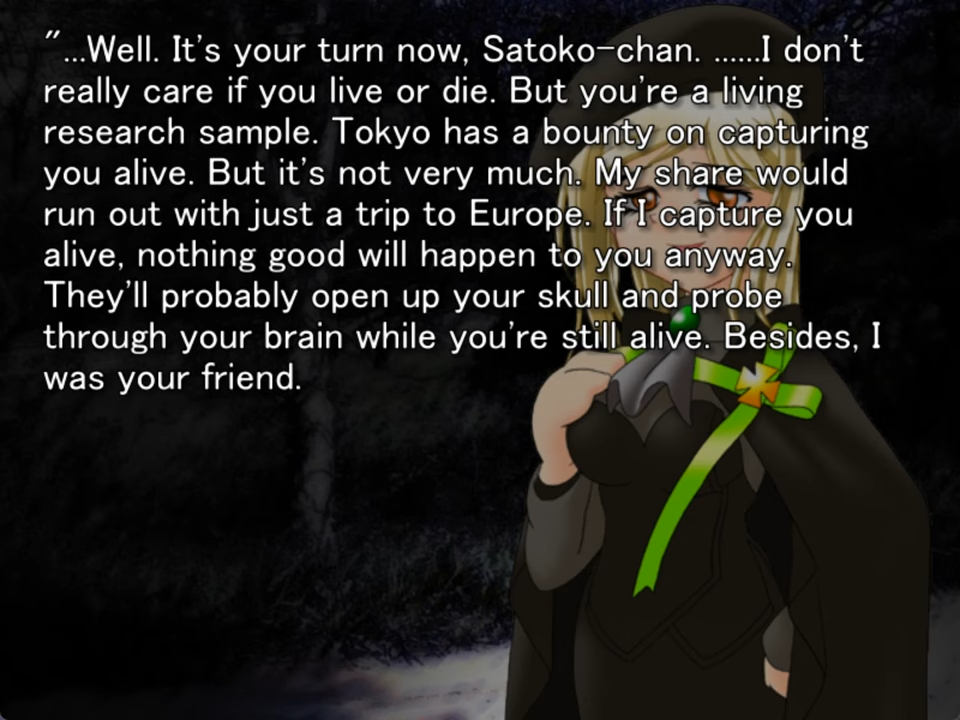 "...Well. It's your turn now, Satoko-chan. ......I don't
really care if you live or die. But you're a living
research sample. Tokyo has a bounty on capturing
you alive. But it's not very much. My share would
run out with just a trip to Europe. If I capture you
alive, nothing good will happen to you anyway.
They'll probably open up your skull and probe
through your brain while you're still alive. Besides, I
was your friend.